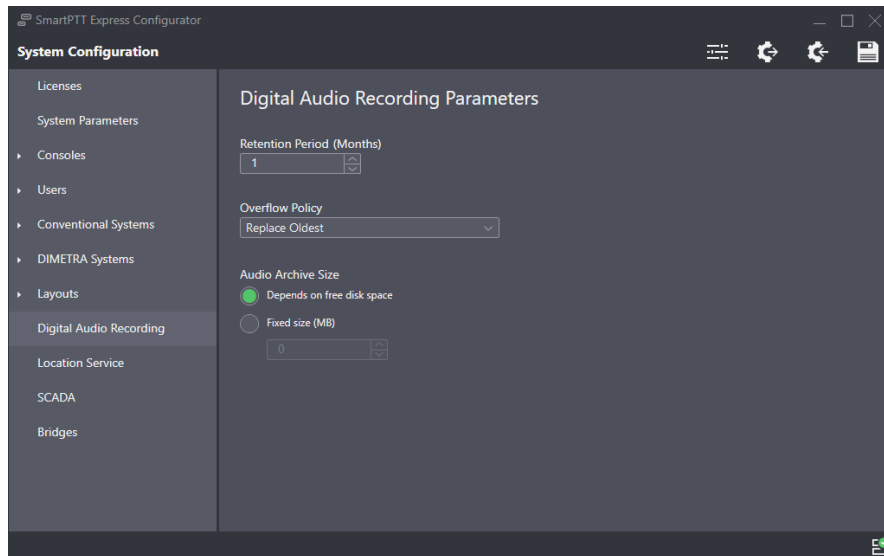 SmartPTT Express Configurator
System Configuration
Licenses
System Parameters
Consoles
Users
Conventional Systems
DIMETRA Systems
Layouts
Digital Audio Recording
Location Service
SCADA
Bridges
Digital Audio Recording Parameters
Retention Period (Months)
1
Overflow Policy
Replace Oldest
Audio Archive Size
Depends on free disk space
Fixed size (MB)
0